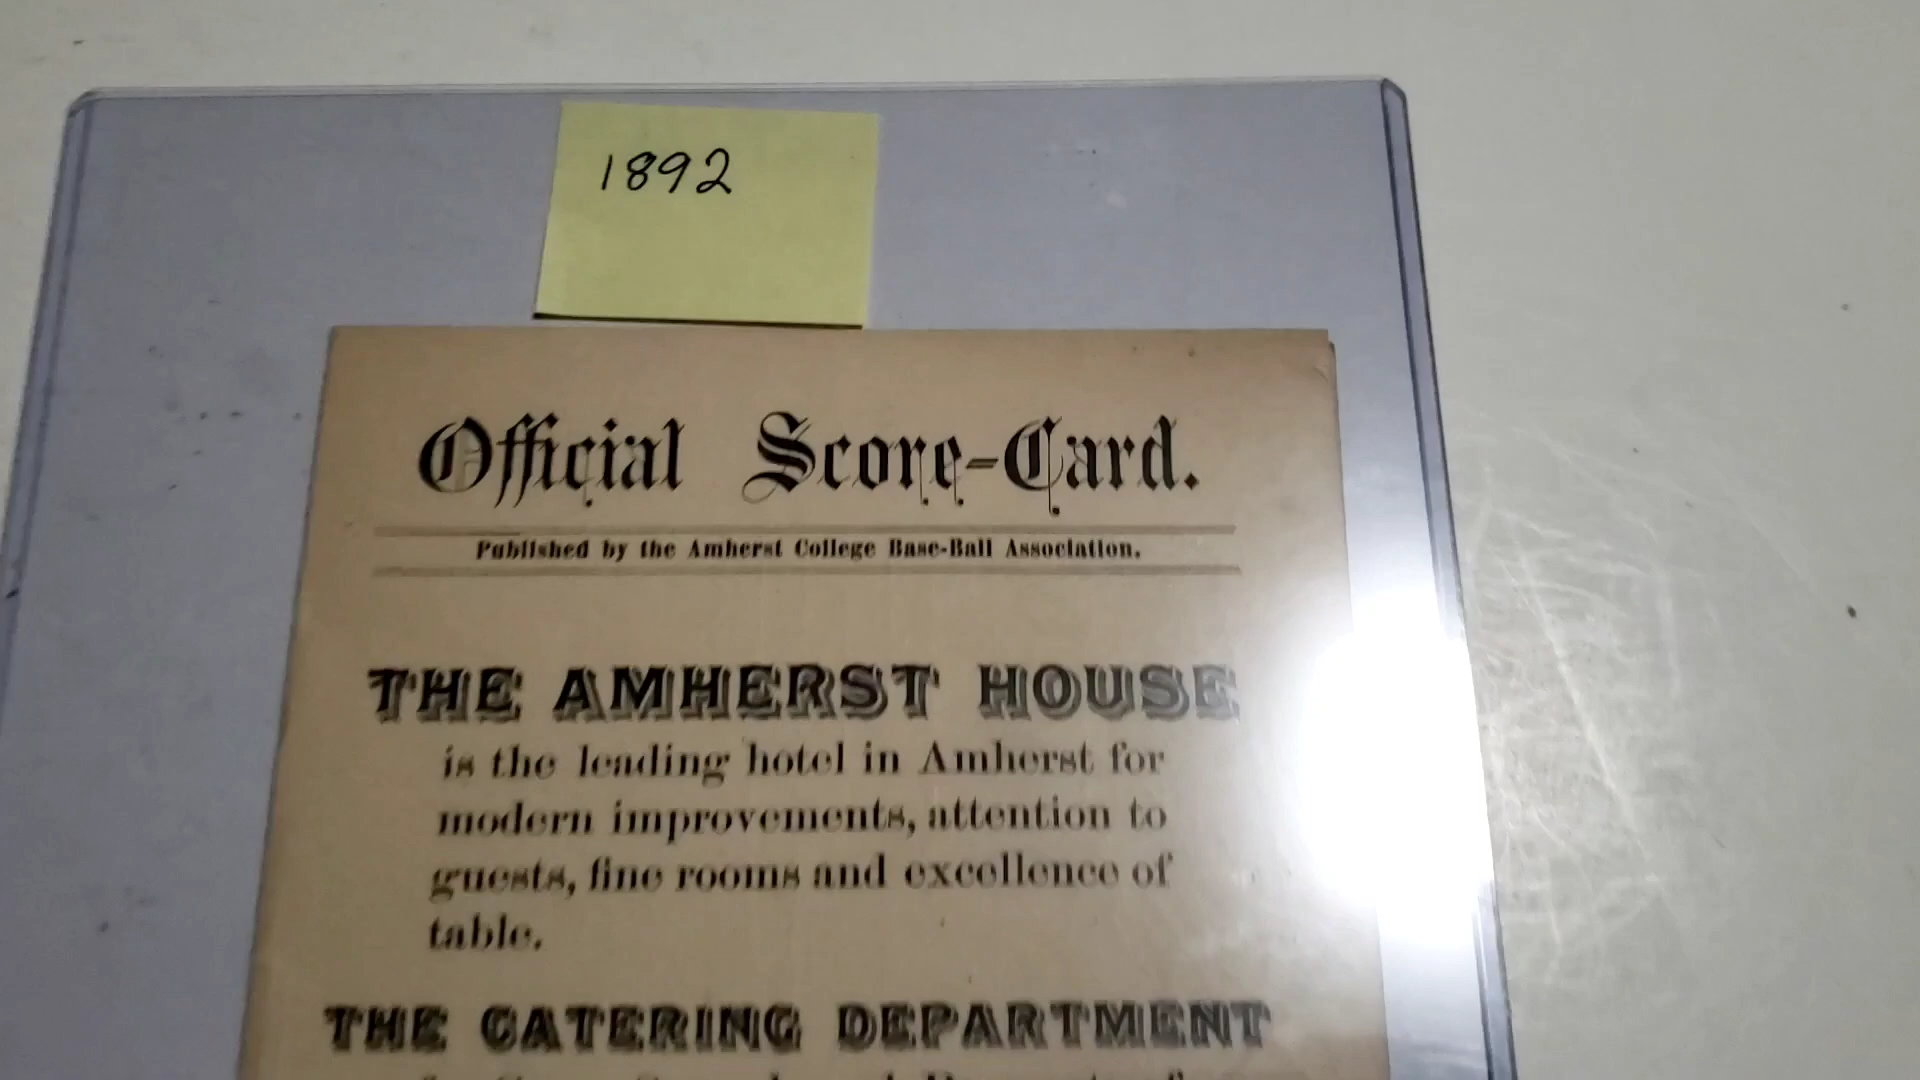 1892
Official Score-Card.
Published by the Amherst College Base-Ball Association.
THE AMHERST HOUSE
is the leading hotel in Amherst for
modern improvements, attention to
guests, fine rooms and excellence of
table.
THE CATERING DEPARTMENT